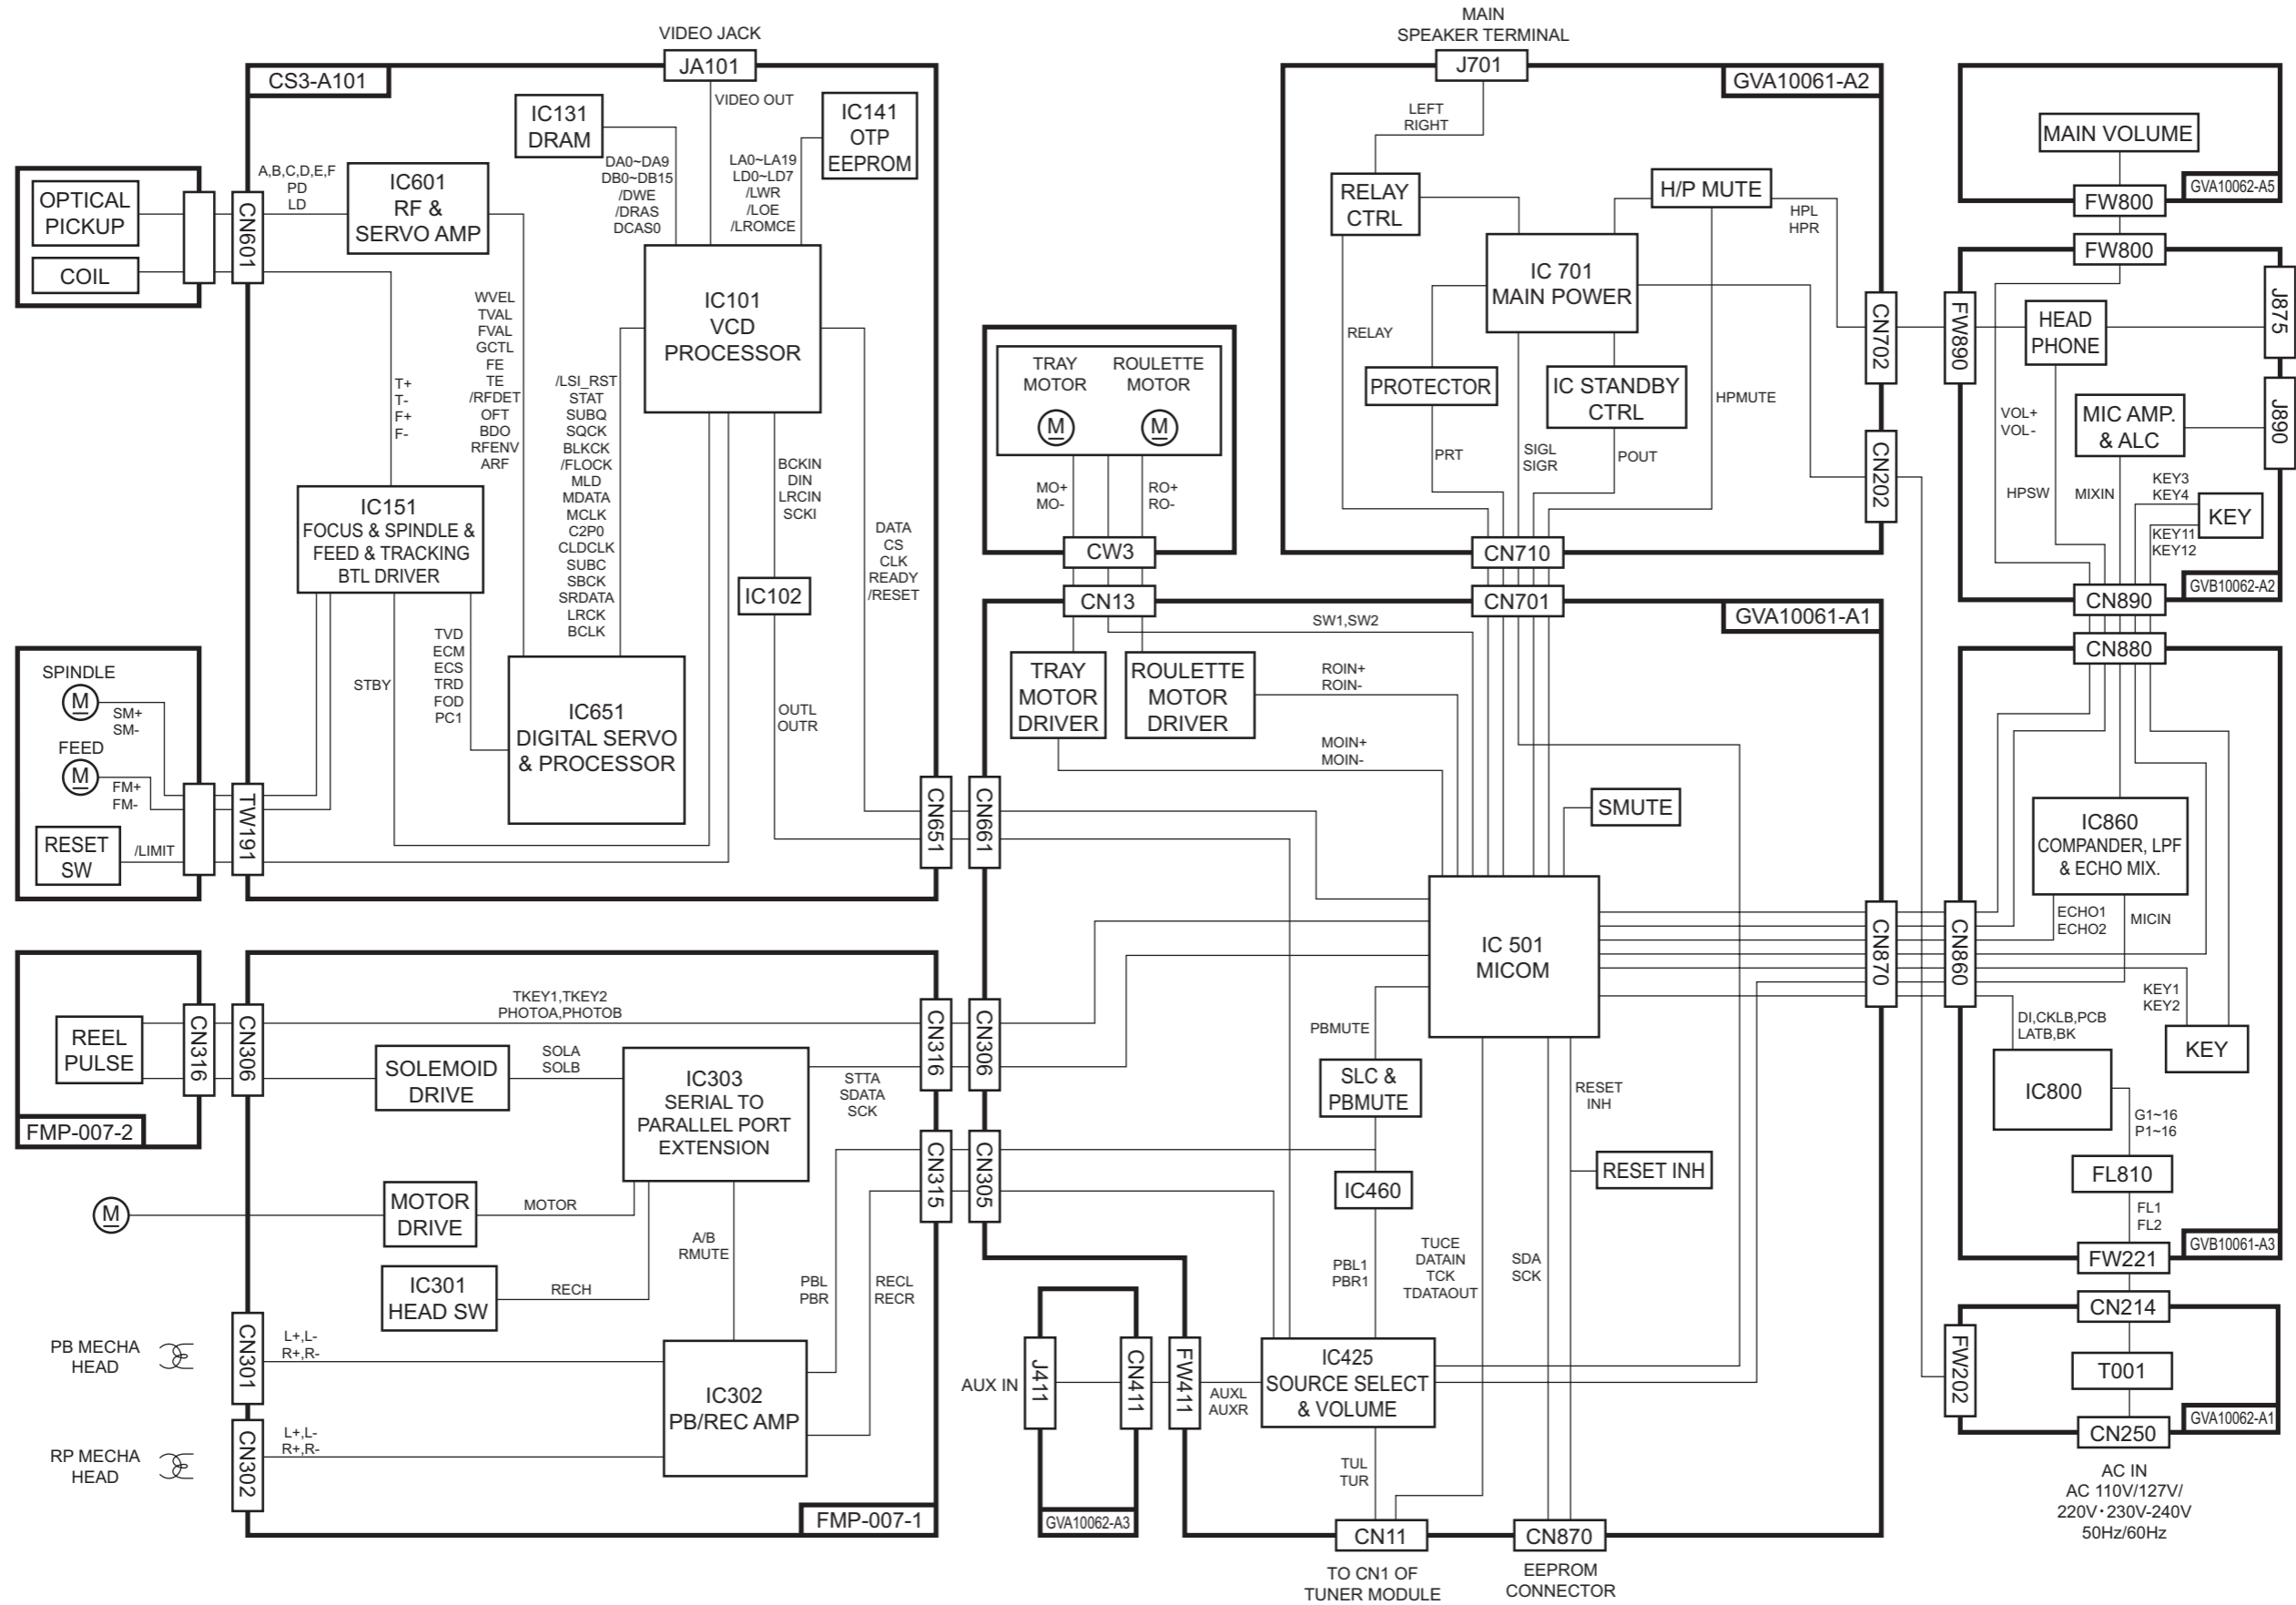 VIDEO JACK
JA101
CS3-A101
VIDEO OUT
IC131
DRAM
IC141
OTP
EEPROM
DA0~DA9
DB0~DB15
/DWE
/DRAS
DCAS0
LA0~LA19
LD0~LD7
/LWR
/LOE
/LROMCE
OPTICAL
PICKUP
COIL
CN601
A,B,C,D,E,F
PD
LD
IC601
RF &
SERVO AMP
WVEL
TVAL
FVAL
GCTL
FE
TE
/RFDET
OFT
BDO
RFENV
ARF
T+
T-
F+
F-
IC101
VCD
PROCESSOR
/LSI_RST
STAT
SUBQ
SQCK
BLKCK
/FLOCK
MLD
MDATA
MCLK
C2P0
CLDCLK
SUBC
SBCK
SRDATA
LRCK
BCLK
BCKIN
DIN
LRCIN
SCKI
DATA
CS
CLK
READY
/RESET
IC102
OUTL
OUTR
IC151
FOCUS & SPINDLE &
FEED & TRACKING
BTL DRIVER
STBY
TVD
ECM
ECS
TRD
FOD
PC1
IC651
DIGITAL SERVO
& PROCESSOR
SPINDLE
M
SM+
SM-
FEED
M
FM+
FM-
RESET
SW
/LIMIT
TW191
CN651
CN661
REEL
PULSE
CN316
FMP-007-2
CN306
TKEY1,TKEY2
PHOTOA,PHOTOB
SOLEMOID
DRIVE
SOLA
SOLB
IC303
SERIAL TO
PARALLEL PORT
EXTENSION
STTA
SDATA
SCK
CN316
CN306
CN315
CN305
M
MOTOR
DRIVE
MOTOR
IC301
HEAD SW
RECH
A/B
RMUTE
PBL
PBR
RECL
RECR
PB MECHA
HEAD
CN301
L+,L-
R+,R-
RP MECHA
HEAD
CN302
L+,L-
R+,R-
IC302
PB/REC AMP
FMP-007-1
TRAY
MOTOR
M
ROULETTE
MOTOR
M
MO+
MO-
RO+
RO-
CW3
CN13
MAIN
SPEAKER TERMINAL
J701
GVA10061-A2
LEFT
RIGHT
RELAY
CTRL
H/P MUTE
HPL
HPR
IC 701
MAIN POWER
RELAY
PROTECTOR
IC STANDBY
CTRL
HPMUTE
PRT
SIGL
SIGR
POUT
CN702
CN202
CN710
CN701
GVA10061-A1
SW1,SW2
TRAY
MOTOR
DRIVER
ROULETTE
MOTOR
DRIVER
ROIN+
ROIN-
MOIN+
MOIN-
SMUTE
IC 501
MICOM
PBMUTE
SLC &
PBMUTE
RESET
INH
RESET INH
IC460
PBL1
PBR1
TUCE
DATAIN
TCK
TDATAOUT
SDA
SCK
IC425
SOURCE SELECT
& VOLUME
AUX IN
J411
CN411
FW411
AUXL
AUXR
GVA10062-A3
TUL
TUR
CN11
TO CN1 OF
TUNER MODULE
CN870
EEPROM
CONNECTOR
CN870
CN860
MAIN VOLUME
GVA10062-A5
FW800
FW800
FW890
HEAD
PHONE
J875
VOL+
VOL-
MIC AMP.
& ALC
J890
HPSW
MIXIN
KEY3
KEY4
KEY
KEY11
KEY12
GVB10062-A2
CN890
CN880
IC860
COMPANDER, LPF
& ECHO MIX.
ECHO1
ECHO2
MICIN
KEY1
KEY2
KEY
DI,CKLB,PCB
LATB,BK
IC800
G1~16
P1~16
FL810
FL1
FL2
GVB10061-A3
FW221
CN214
FW202
T001
GVA10062-A1
CN250
AC IN
AC 110V/127V/
220V・230V-240V
50Hz/60Hz